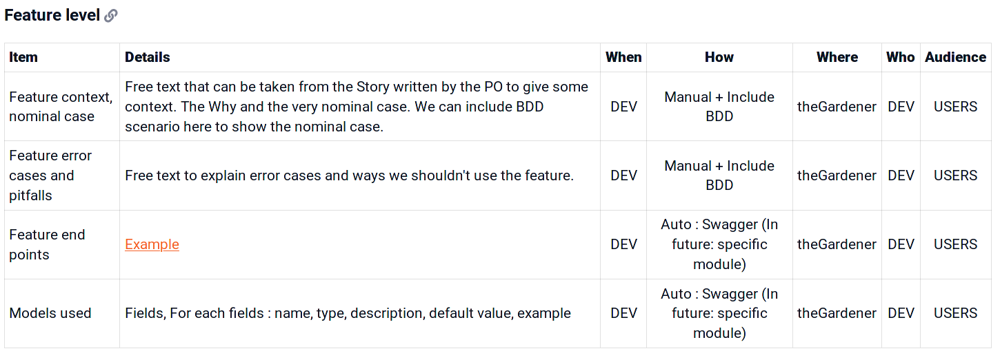 Feature level
Item Details When How Where Who Audience
Feature context, nominal case Free text that can be taken from the Story written by the PO to give some context. The Why and the very nominal case. We can include BDD scenario here to show the nominal case. DEV Manual + Include BDD theGardener DEV USERS
Feature error cases and pitfalls Free text to explain error cases and ways we shouldn't use the feature. DEV Manual + Include BDD theGardener DEV USERS
Feature end points Example DEV Auto : Swagger (In future: specific module) theGardener DEV USERS
Models used Fields, For each fields : name, type, description, default value, example DEV Auto : Swagger (In future: specific module) theGardener DEV USERS